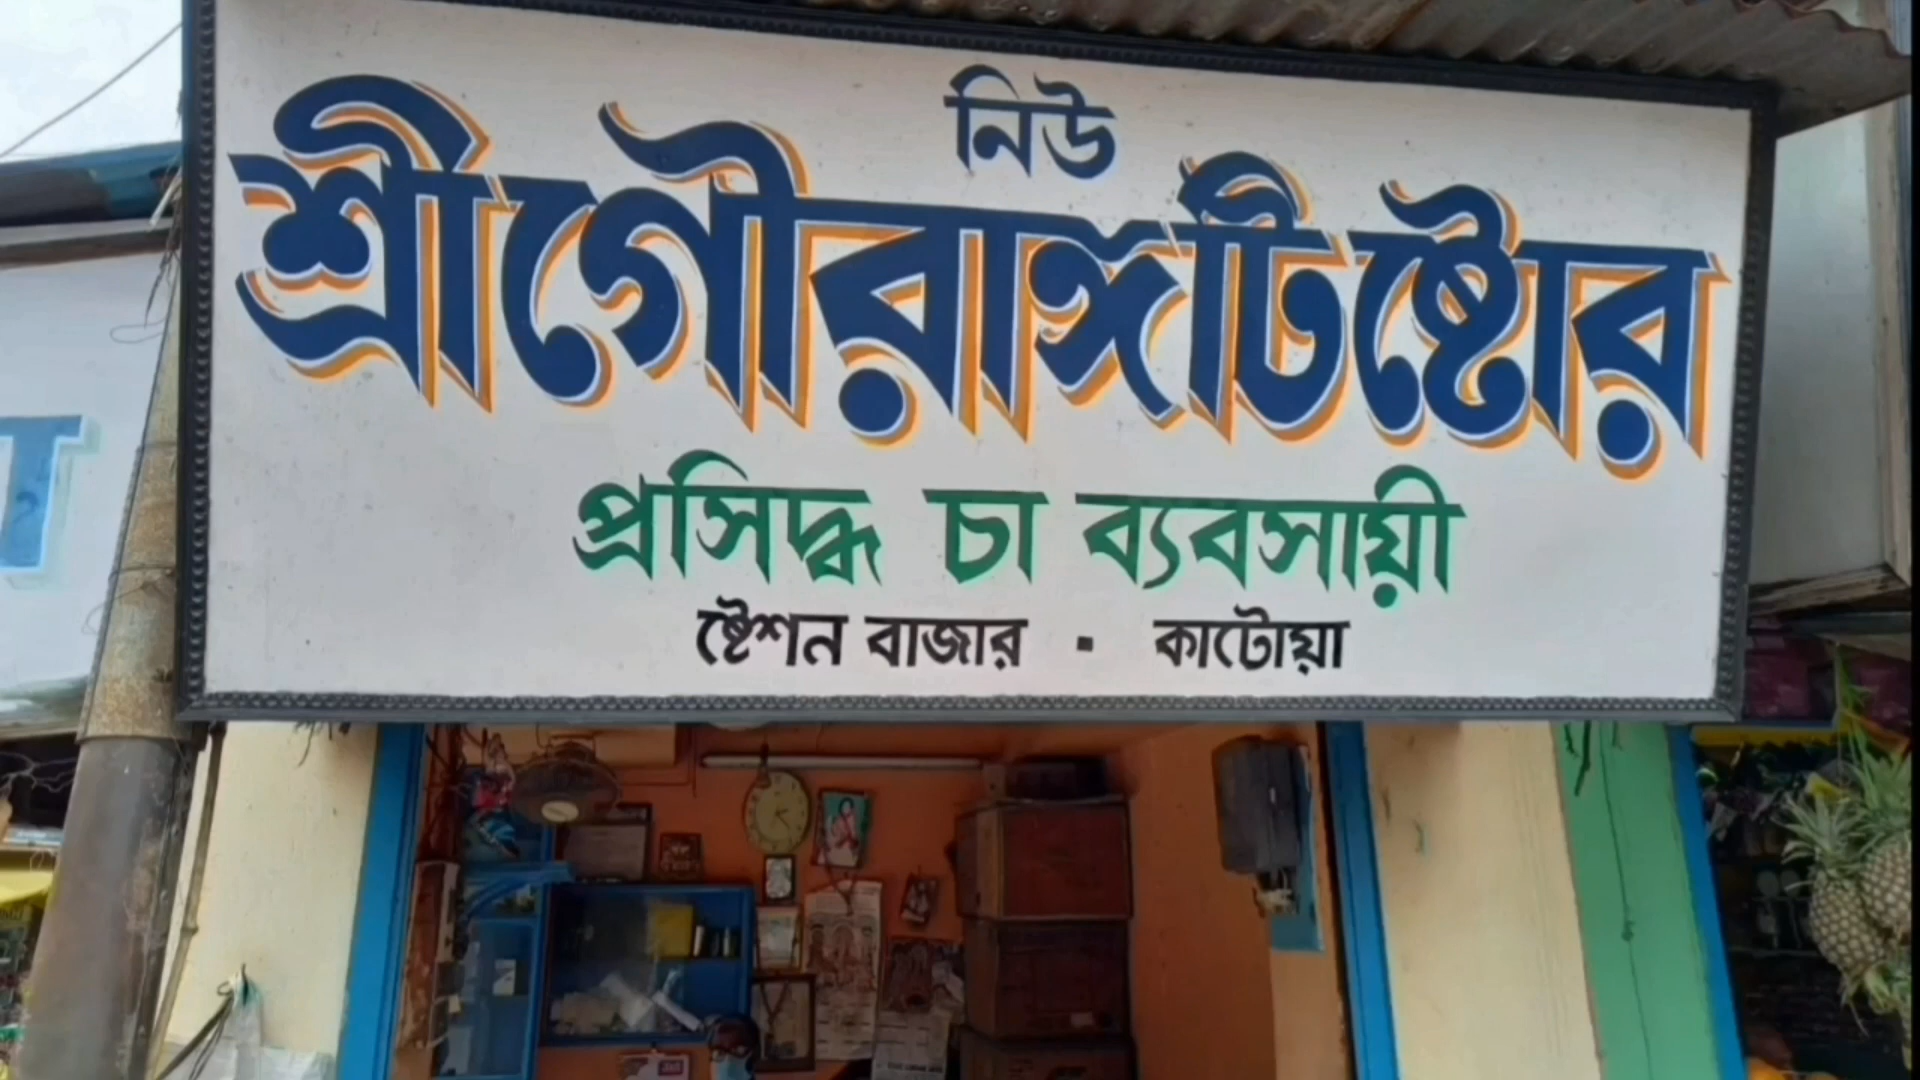 নিউ
শ্রীগৌরাঙ্গ টি ষ্টোর
প্রসিদ্ধ চা ব্যবসায়ী
ষ্টেশন বাজার · কাটোয়া
T